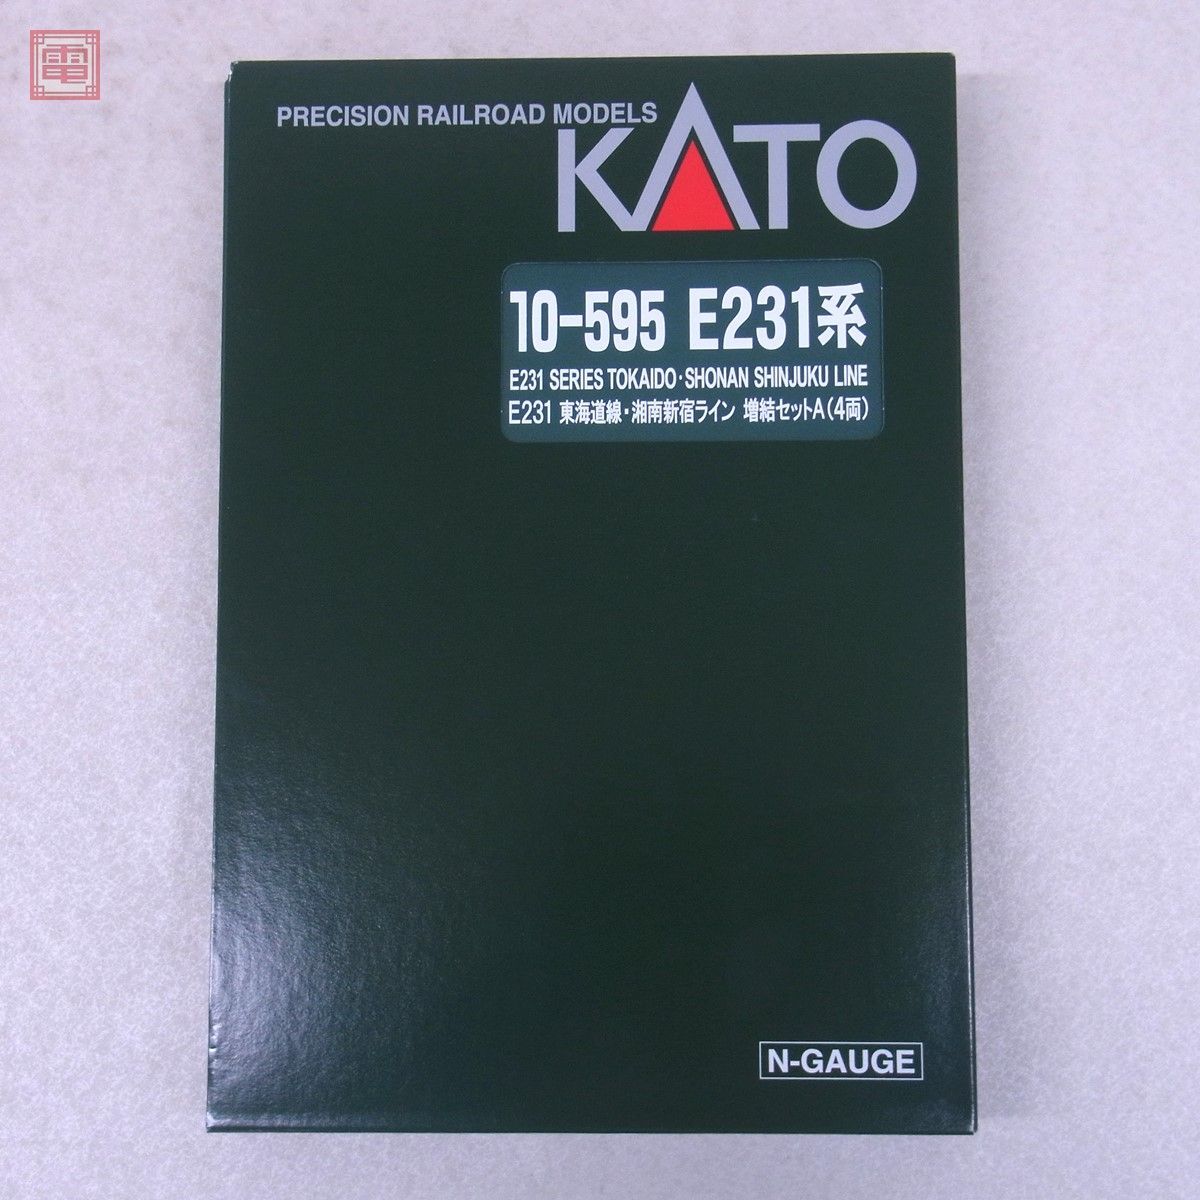 電
PRECISION RAILROAD MODELS
KATO
10-595 E231系
E231 SERIES TOKAIDO・SHONAN SHINJUKU LINE
E231 東海道線・湘南新宿ライン 増結セットA(4両)
N-GAUGE